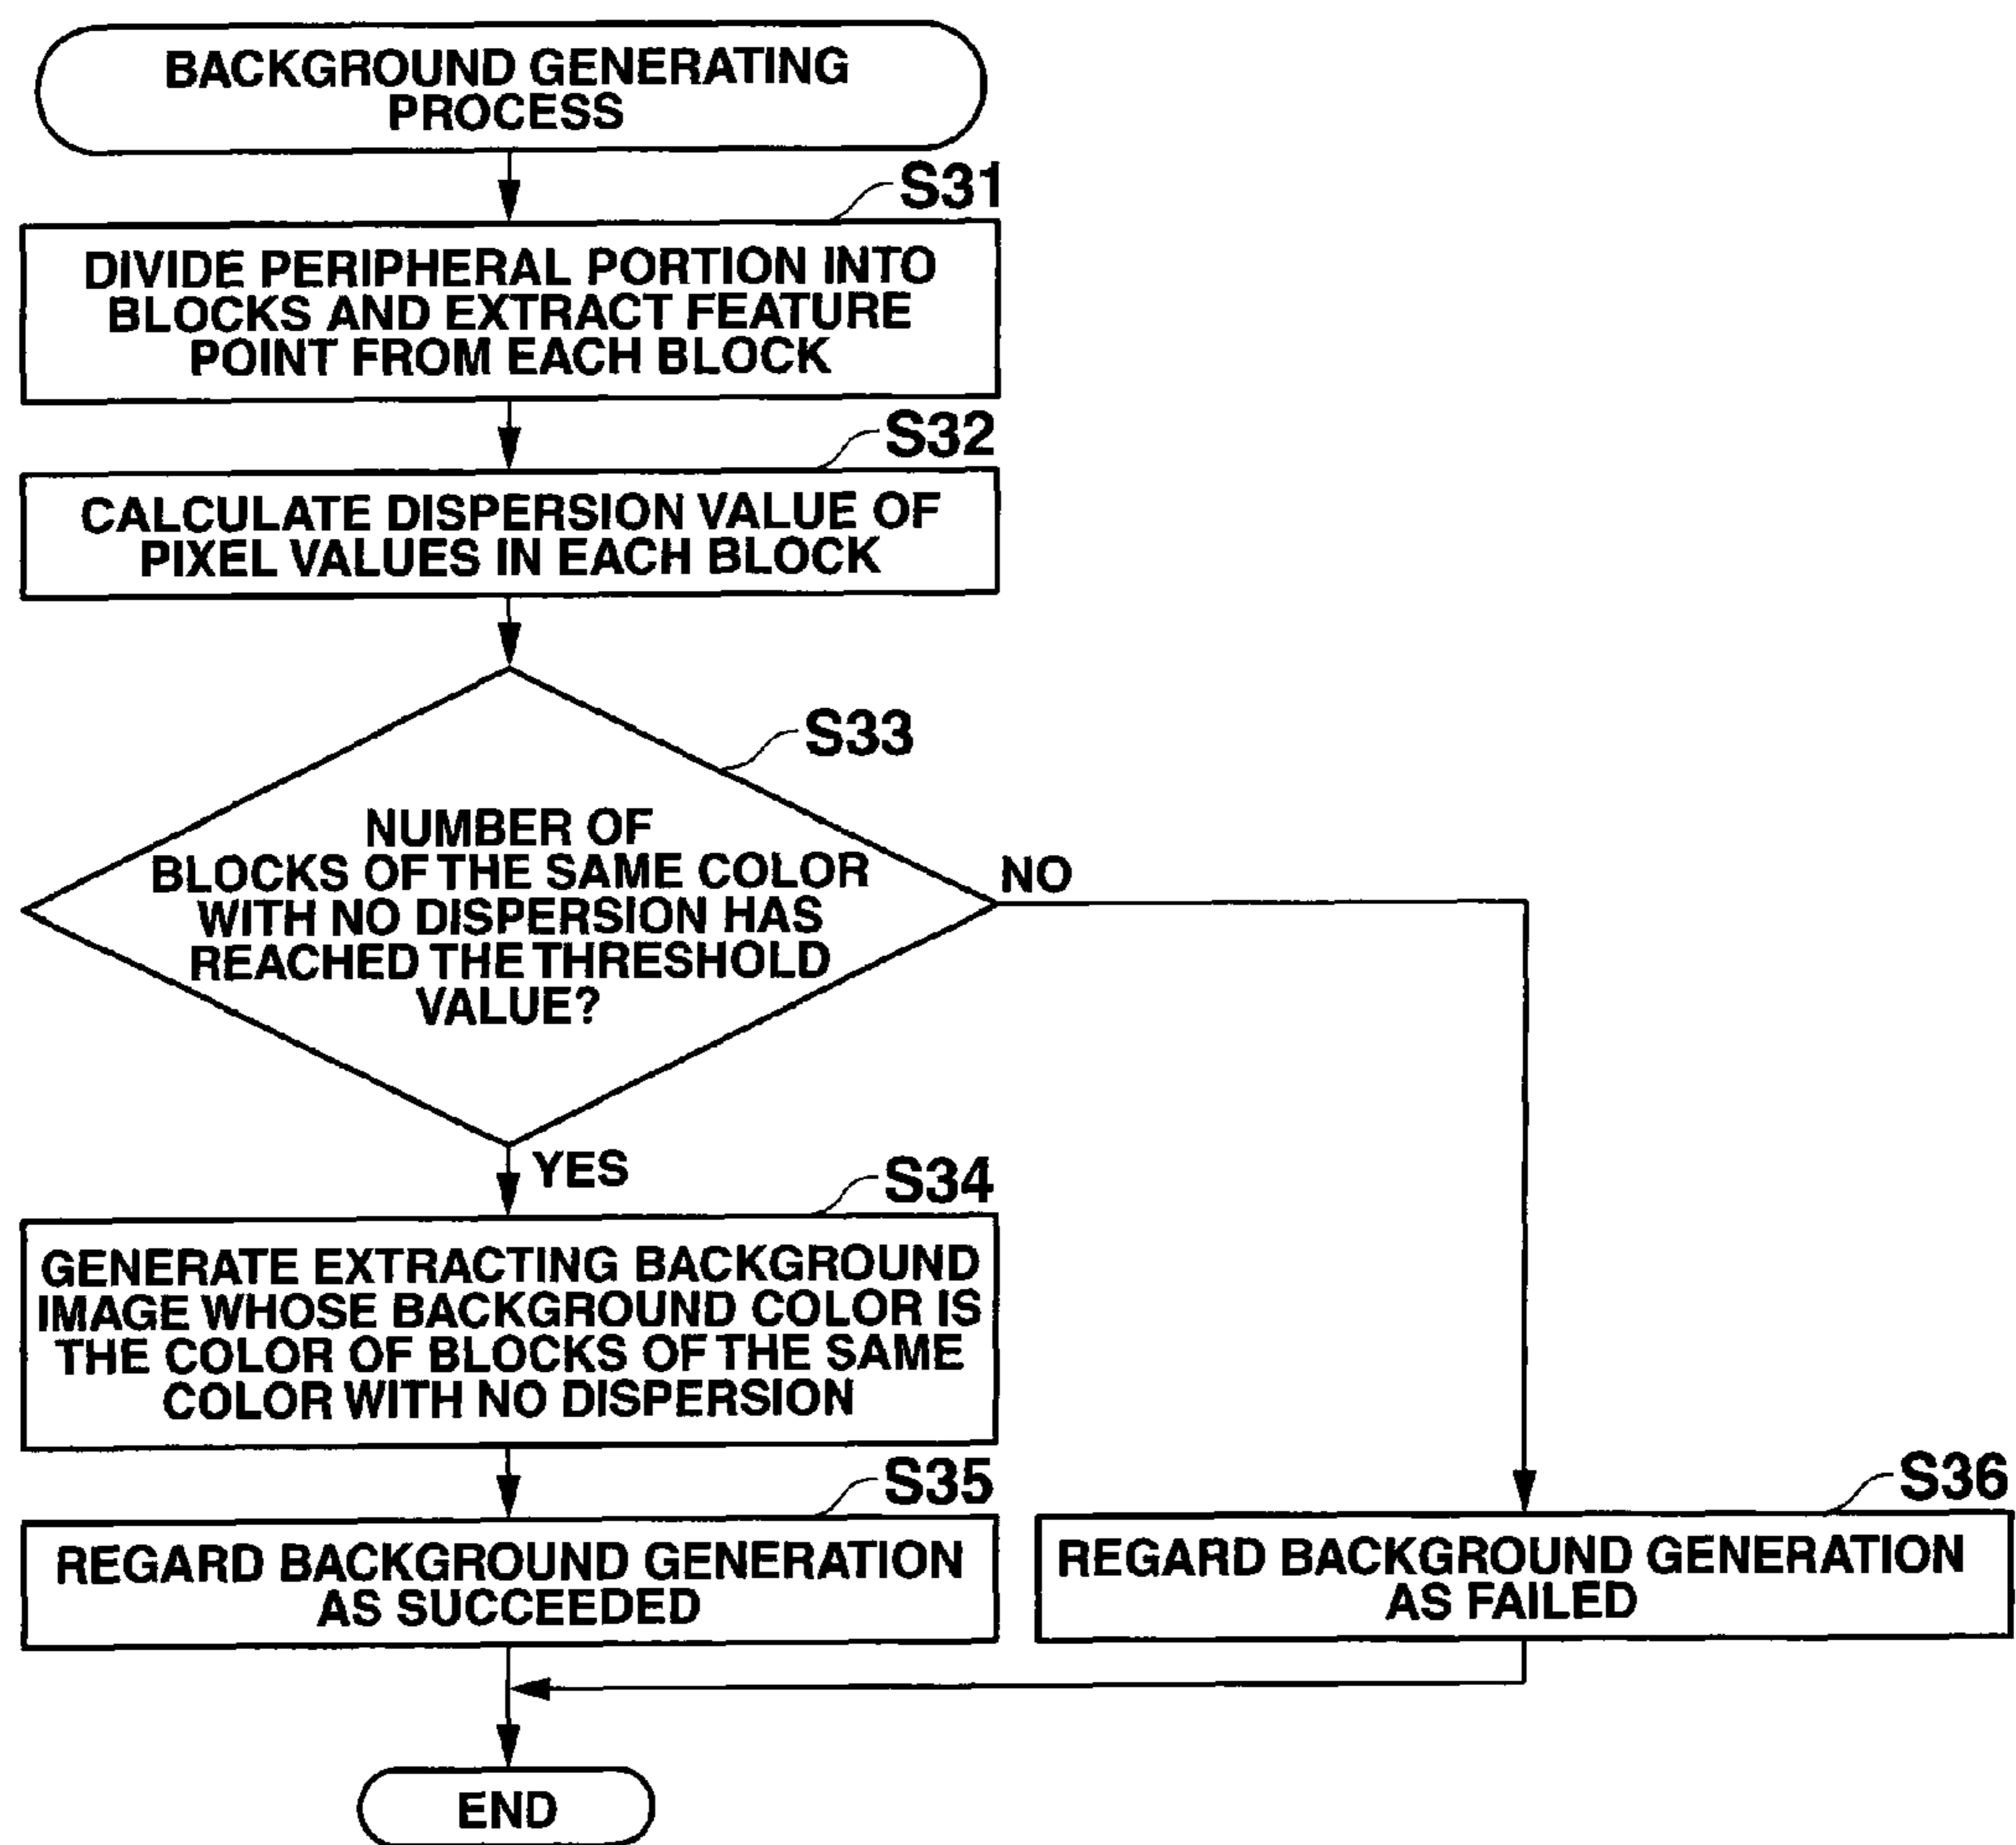 BACKGROUND GENERATING
PROCESS
S31
DIVIDE PERIPHERAL PORTION INTO
BLOCKS AND EXTRACT FEATURE
POINT FROM EACH BLOCK
S32
CALCULATE DISPERSION VALUE OF
PIXEL VALUES IN EACH BLOCK
S33
NUMBER OF
BLOCKS OF THE SAME COLOR
WITH NO DISPERSION HAS
REACHED THE THRESHOLD
VALUE?
NO
YES
S34
GENERATE EXTRACTING BACKGROUND
IMAGE WHOSE BACKGROUND COLOR IS
THE COLOR OF BLOCKS OF THE SAME
COLOR WITH NO DISPERSION
S35
REGARD BACKGROUND GENERATION
AS SUCCEEDED
S36
REGARD BACKGROUND GENERATION
AS FAILED
END